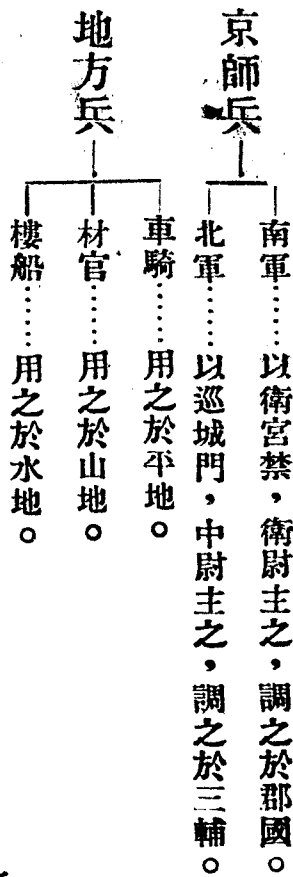 京師兵
南軍……以衛宮禁，衛尉主之，調之於郡國。
北軍……以巡城門，中尉主之，調之於三輔。
地方兵
車騎……用之於平地。
材官……用之於山地。
樓船……用之於水地。